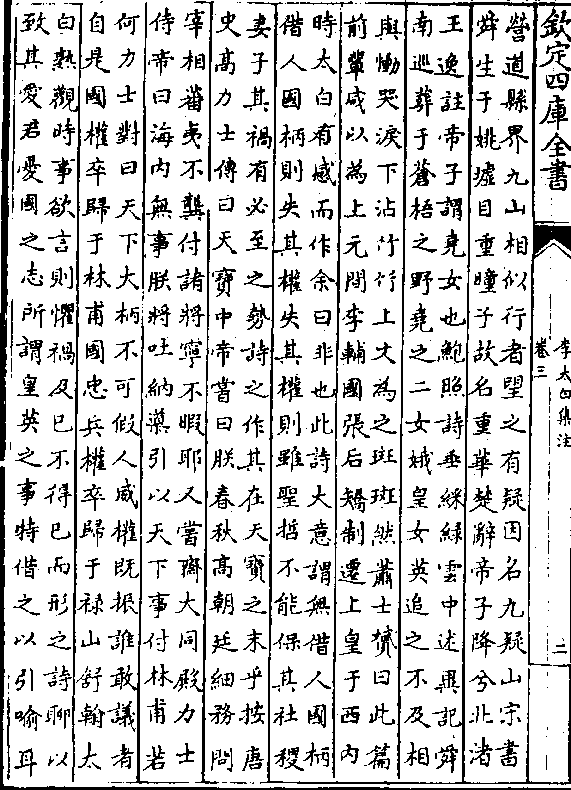 欽定四庫全書
李太白集注
卷三
二
營道縣界九山相似行者望之有疑因名九疑山宋書
舜生于姚墟目重瞳子故名重華楚辭帝子降兮北渚
王逸註帝子謂堯女也鮑照詩垂綵綠雲中述異記舜
南巡葬于蒼梧之野堯之二女娥皇女英追之不及相
與慟哭淚下沾竹竹上文為之斑斑然蕭士贇曰此篇
前輩咸以為上元間李輔國張后矯制遷上皇于西内
時太白有感而作余曰非也此詩大意謂無借人國柄
借人國柄則失其權失其權則雖聖哲不能保其社稷
妻子其禍有必至之勢詩之作其在天寶之末乎按唐
史髙力士傳曰天寶中帝嘗曰朕春秋髙朝廷細務問
宰相蕃夷不龔付諸將寧不暇耶又嘗齋大同殿力士
侍帝曰海内無事朕將吐納藥引以天下事付林甫若
何力士對曰天下大柄不可假人威權既振誰敢議者
自是國權卒歸于林甫國忠兵權卒歸于禄山舒翰太
白熟觀時事欲言則懼禍及已不得已而形之詩聊以
致其愛君憂國之志所謂皇英之事特借之以引喻耳